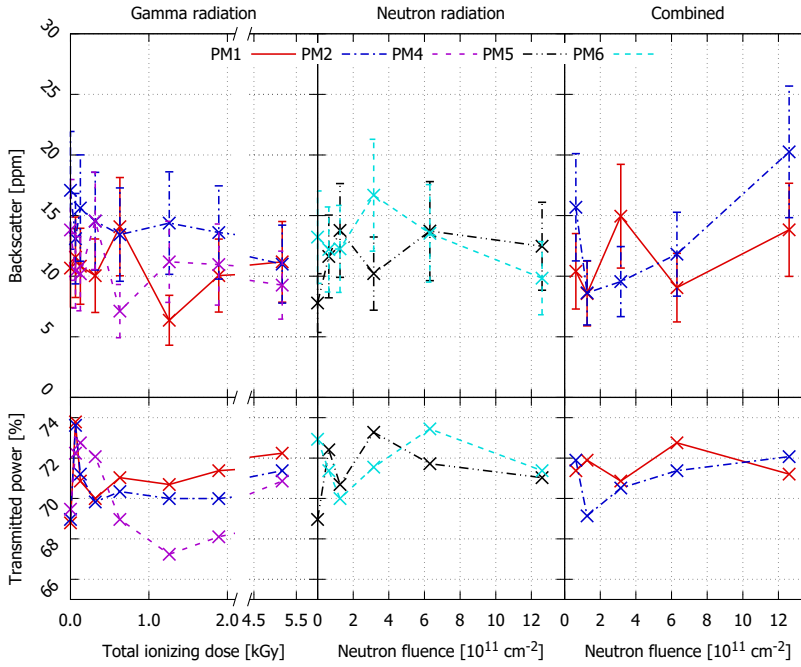 Gamma radiation Neutron radiation Combined
30
PM1 PM2 PM4 PM5 PM6
25
20
15
10
5
0
Backscatter [ppm]
74
72
70
68
66
Transmitted power [%]
0.0 1.0 2.0 4.5 5.5 0 2 4 6 8 10 12 0 2 4 6 8 10 12
Total ionizing dose [kGy] Neutron fluence [10¹¹ cm⁻²] Neutron fluence [10¹¹ cm⁻²]